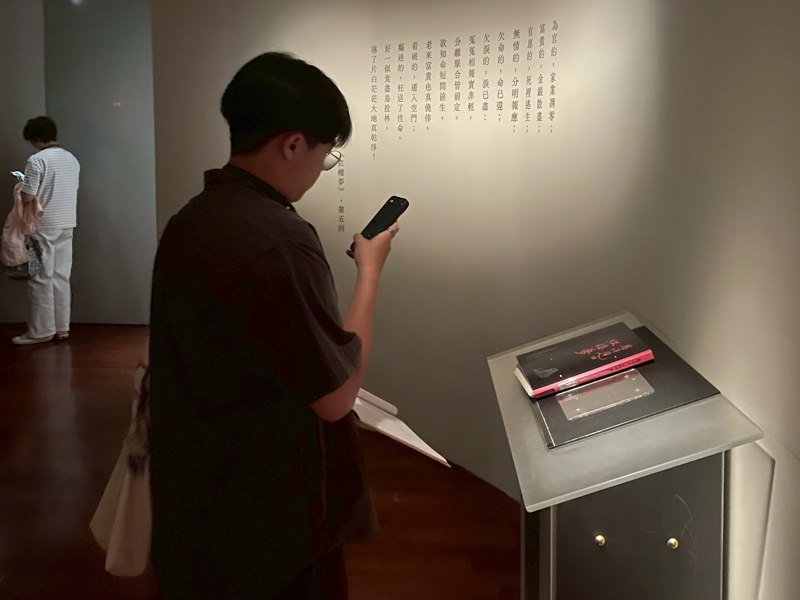 為官的，家業凋零；
富貴的，金銀散盡；
有恩的，死裡逃生；
無情的，分明報應；
欠命的，命已還；
欠淚的，淚已盡；
冤冤相報實非輕，
分離聚合皆前定。
欲知命短問前生，
老來富貴也真僥倖。
看破的，遁入空門；
癡迷的，枉送了性命。
好一似食盡鳥投林，
落了片白茫茫大地真乾淨！
紅樓夢》，第五回
紅樓夢